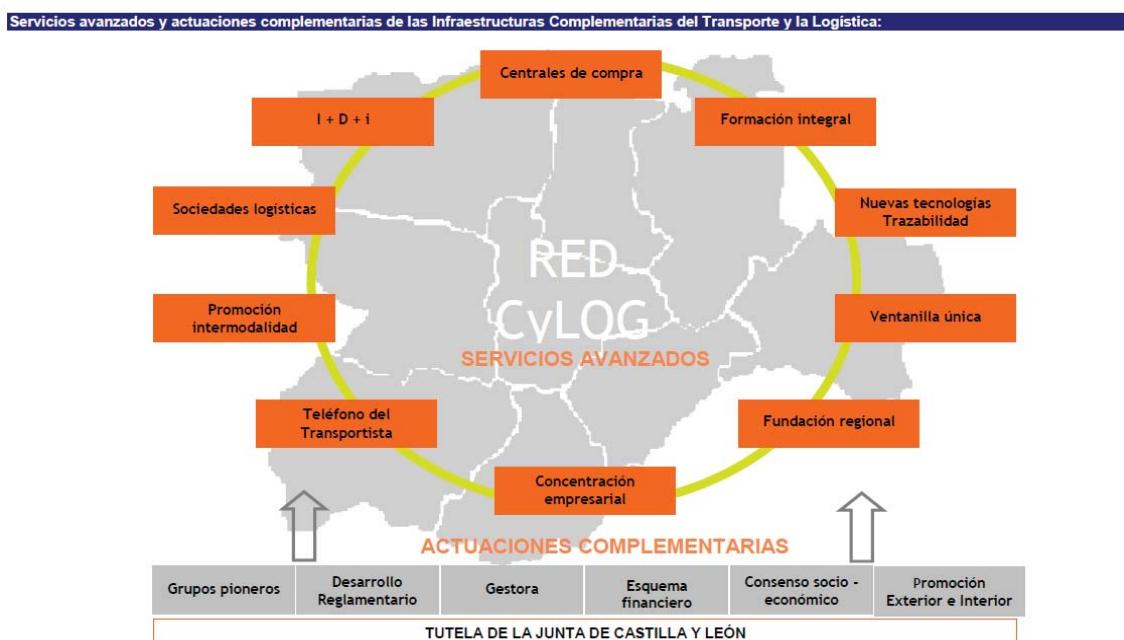 Servicios avanzados y actuaciones complementarias de las Infraestructuras Complementarias del Transporte y la Logística:
Centrales de compra
I + D + i
Formación integral
Sociedades logísticas
Nuevas tecnologías
Trazabilidad
RED
CyLOG
Promoción
intermodalidad
Ventanilla única
SERVICIOS AVANZADOS
Teléfono del
Transportista
Fundación regional
Concentración
empresarial
ACTUACIONES COMPLEMENTARIAS
Grupos pioneros
Desarrollo
Reglamentario
Gestora
Esquema
financiero
Consenso socio -
económico
Promoción
Exterior e Interior
TUTELA DE LA JUNTA DE CASTILLA Y LEÓN